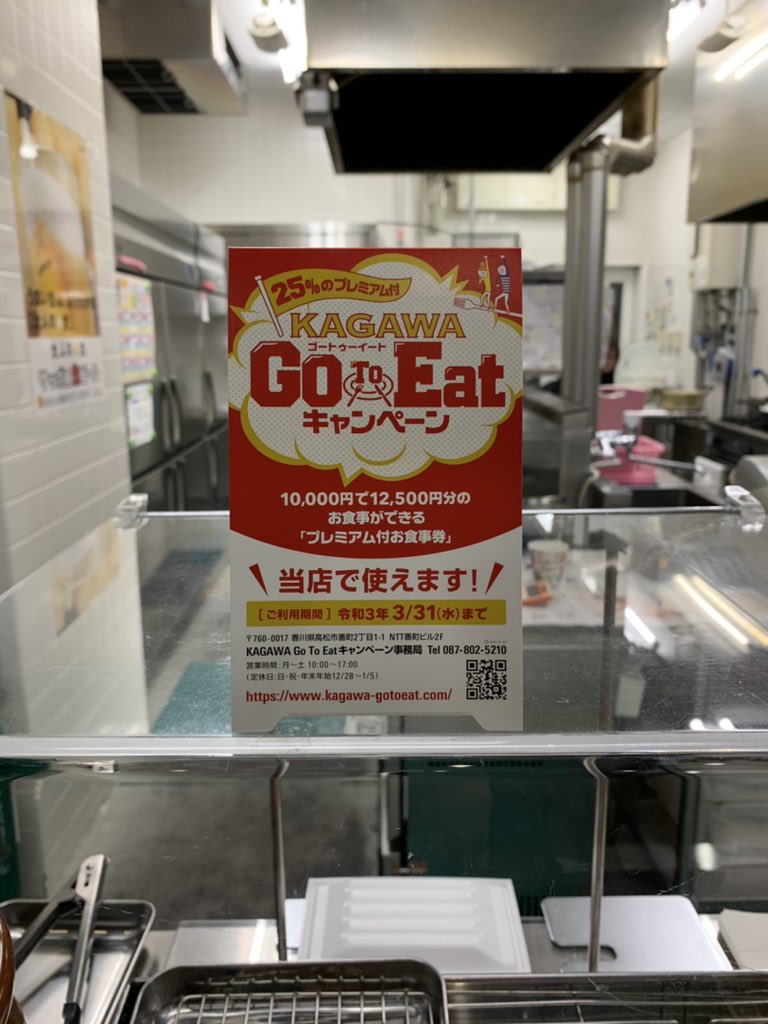 25%のプレミアム付
KAGAWA
ゴートゥーイート
GO TO Eat
キャンペーン
10,000円で12,500円分の
お食事ができる
「プレミアム付お食事券」
当店で使えます!
[ご利用期間] 令和3年 3/31(水)まで
〒760-0017 香川県高松市番町2丁目1-1 NTT番町ビル2F
KAGAWA Go To Eatキャンペーン事務局 Tel 087-802-5210
営業時間:月〜土 10:00〜17:00
(定休日:日・祝・年末年始12/28〜1/5)
https://www.kagawa-gotoeat.com/